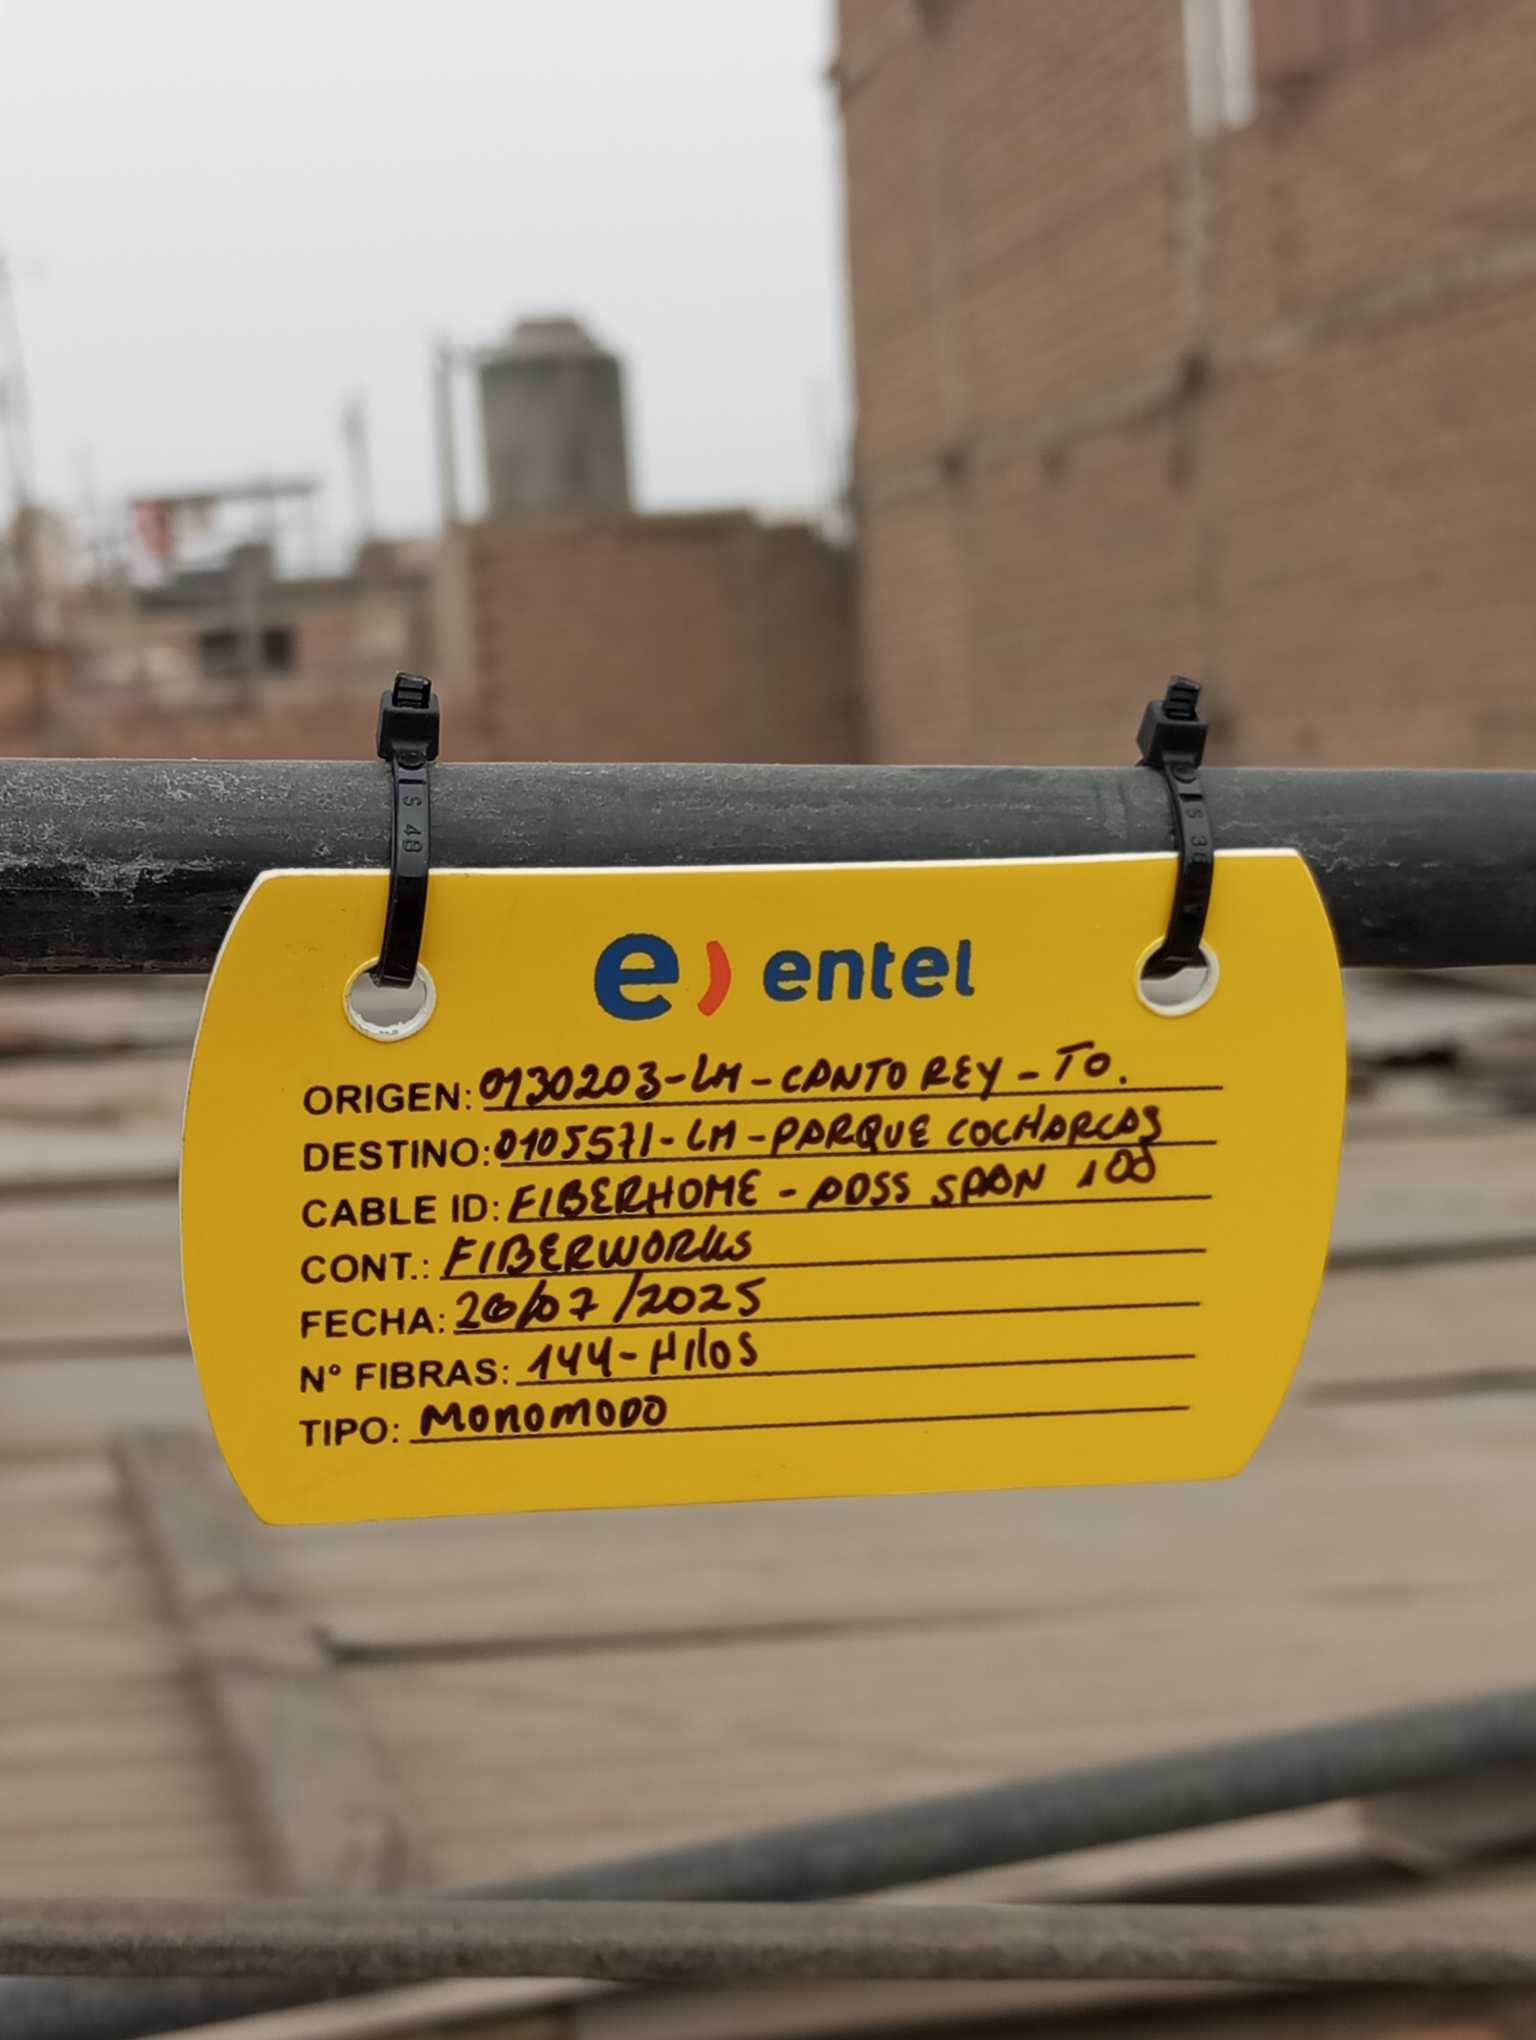 e) entel
ORIGEN: 0130203-LM-CANTO REY-TO.
DESTINO: 0105571-LM-PARQUE COCHARCAS
CABLE ID: FIBERHOME - ADSS SPAN 100
CONT.: FIBERWORKS
FECHA: 26/07/2025
N° FIBRAS: 144-Hilos
TIPO: MONOMODO